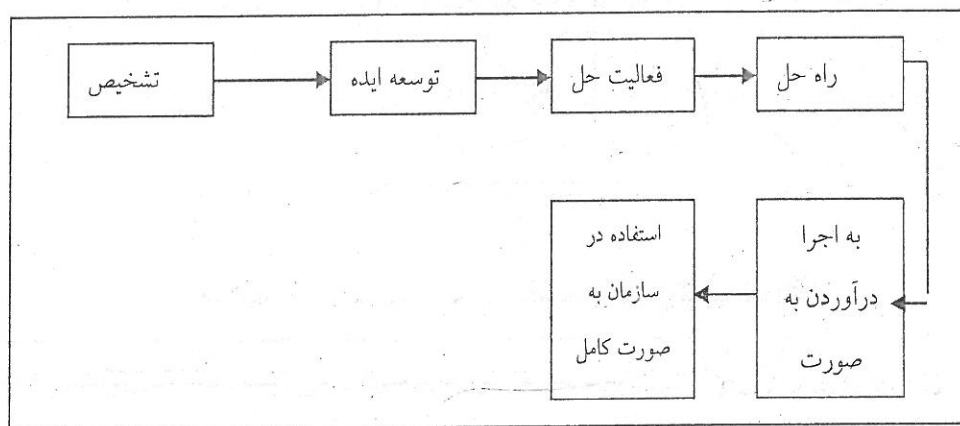 تشخیص
توسعه ایده
فعالیت حل
راه حل
به اجرا
درآوردن به
صورت
استفاده در
سازمان به
صورت کامل